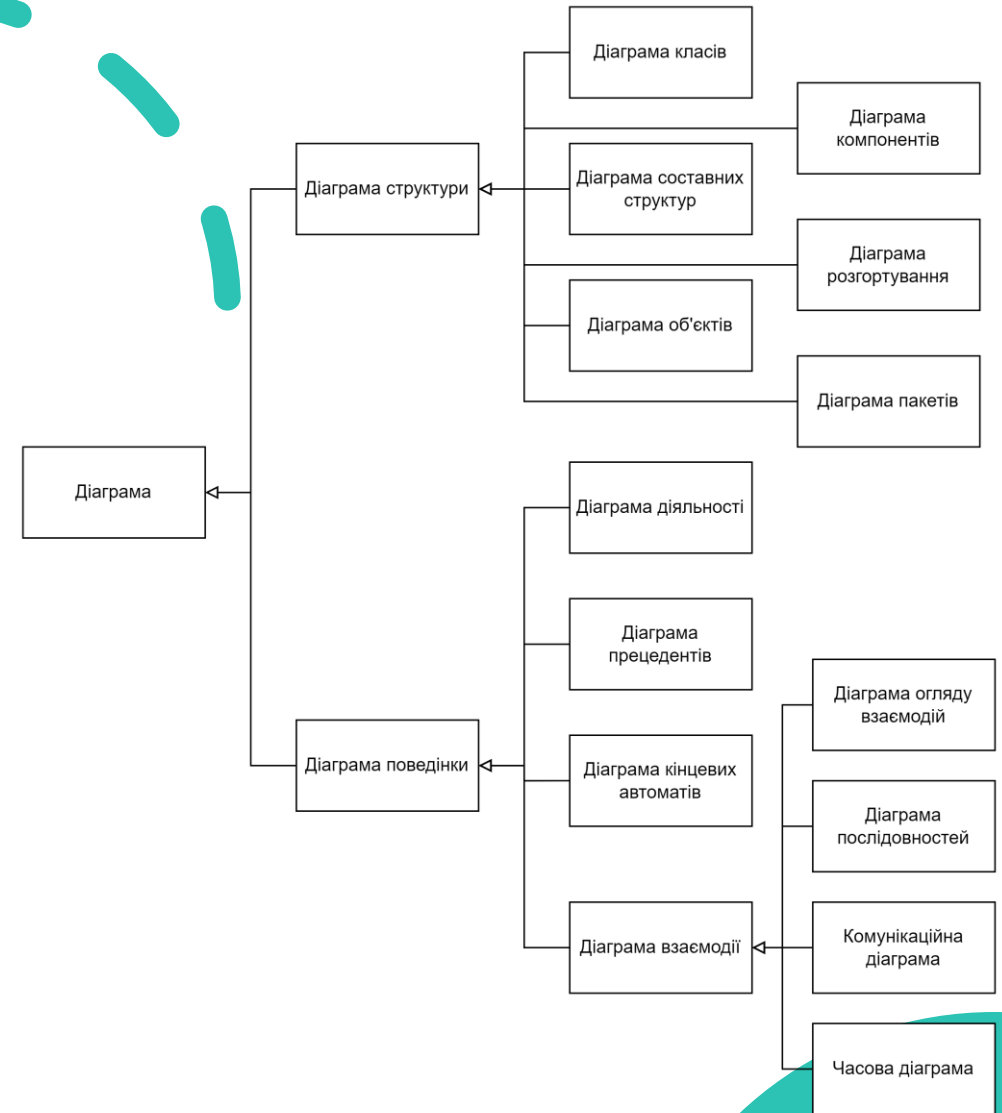 Діаграма класів
Діаграма
компонентів
Діаграма структури
Діаграма составних
структур
Діаграма
розгортування
Діаграма об'єктів
Діаграма пакетів
Діаграма
Діаграма діяльності
Діаграма
прецедентів
Діаграма огляду
взаємодій
Діаграма поведінки
Діаграма кінцевих
автоматів
Діаграма
послідовностей
Діаграма взаємодії
Комунікаційна
діаграма
Часова діаграма